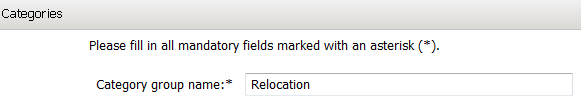 Categories
Please fill in all mandatory fields marked with an asterisk (*).
Category group name:* Relocation